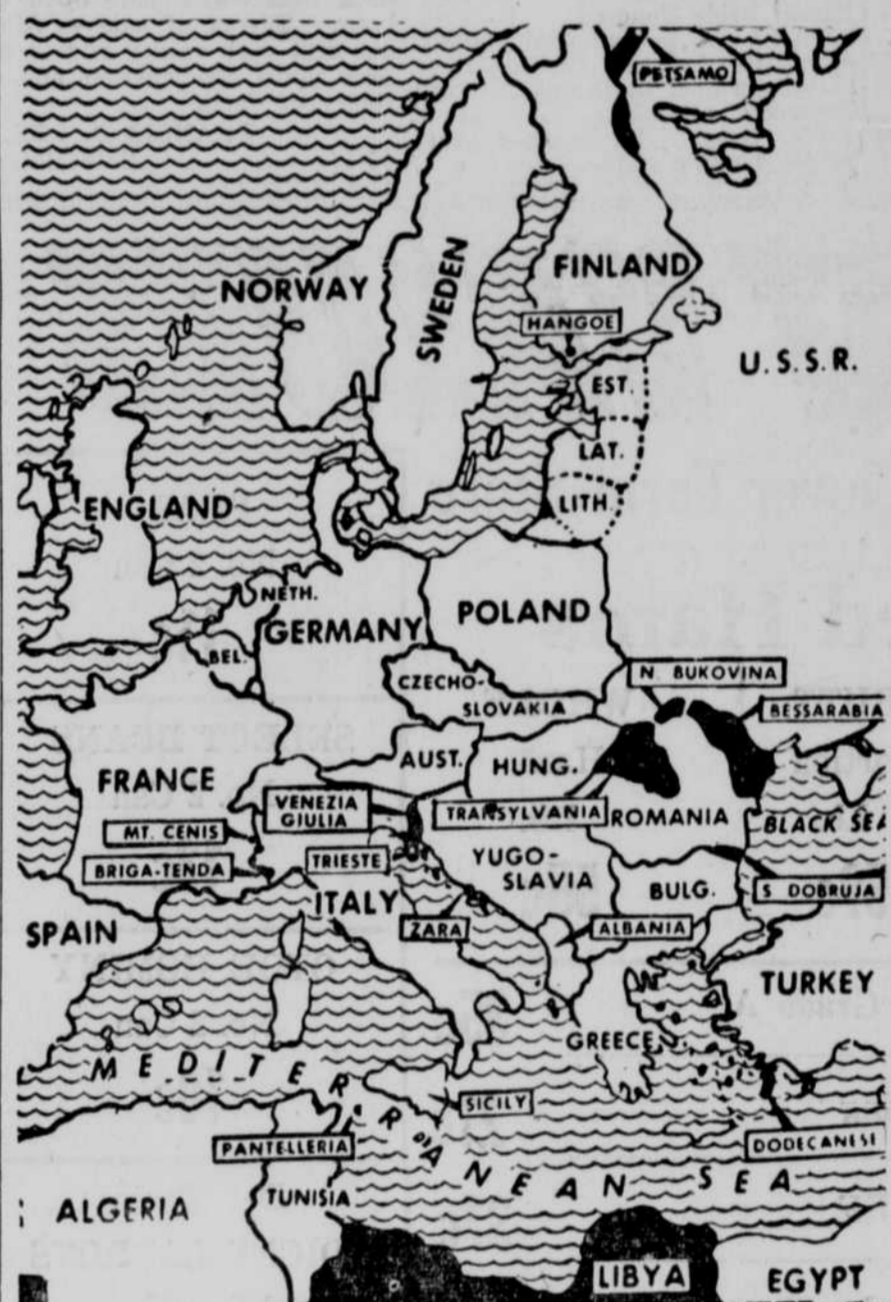 PETSAMO
NORWAY
SWEDEN
FINLAND
HANGOE
U.S.S.R.
EST.
LAT.
LITH.
ENGLAND
NETH.
GERMANY
POLAND
BEL.
CZECHO-
SLOVAKIA
N. BUKOVINA
BESSARABIA
AUST.
HUNG.
FRANCE
VENEZIA
GIULIA
TRANSYLVANIA
ROMANIA
BLACK SEA
MT. CENIS
BRIGA-TENDA
TRIESTE
YUGO-
SLAVIA
BULG.
S DOBRUJA
ITALY
SPAIN
ZARA
ALBANIA
TURKEY
GREECE
MEDITERRANEAN SEA
SICILY
PANTELLERIA
DODECANESE
ALGERIA
TUNISIA
LIBYA
EGYPT